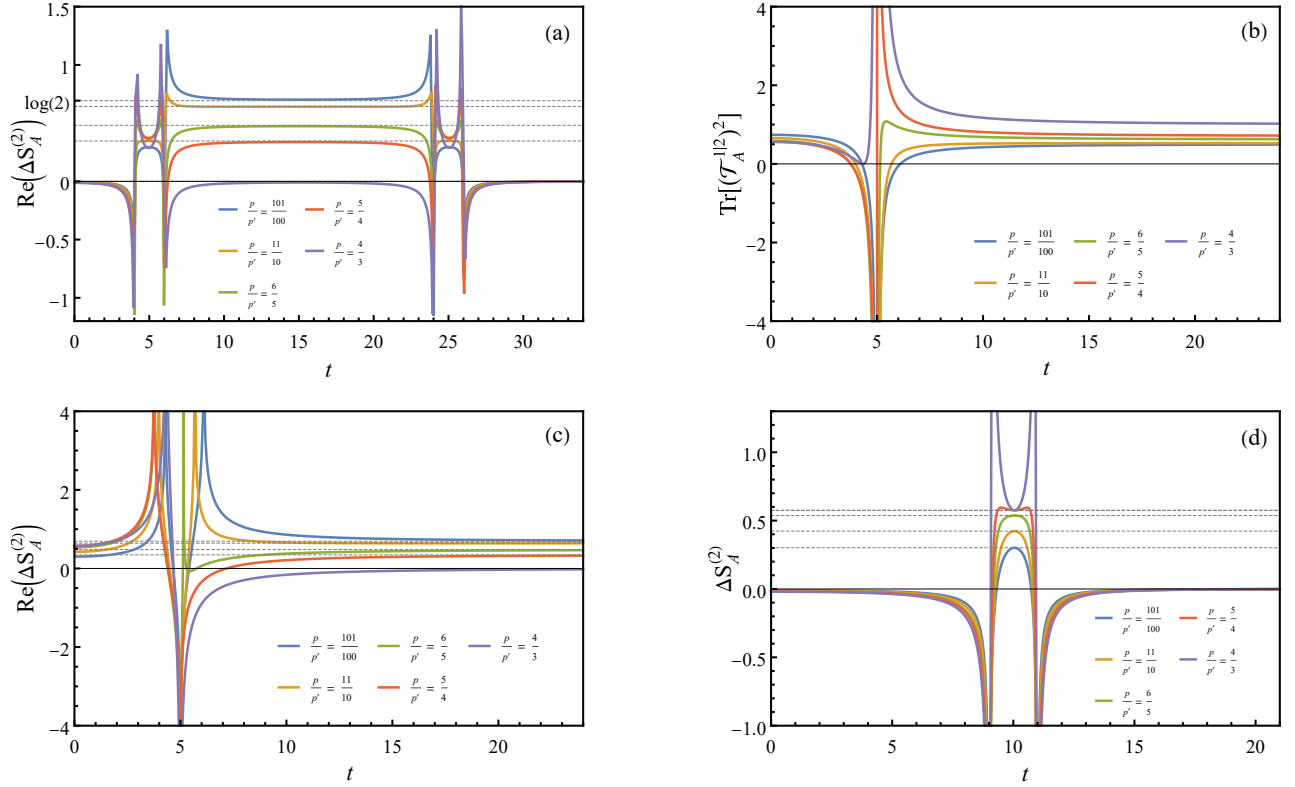 (a)
Re(ΔS_A^(2))
1.5
1
log(2)
0
−0.5
−1
p/p′ = 101/100
p/p′ = 5/4
p/p′ = 11/10
p/p′ = 4/3
p/p′ = 6/5
0 5 10 15 20 25 30
t
(b)
Tr[(𝒯_A^{1|2})^2]
4
2
0
−2
−4
p/p′ = 101/100
p/p′ = 6/5
p/p′ = 4/3
p/p′ = 11/10
p/p′ = 5/4
0 5 10 15 20
t
(c)
Re(ΔS_A^(2))
4
2
0
−2
−4
p/p′ = 101/100
p/p′ = 6/5
p/p′ = 4/3
p/p′ = 11/10
p/p′ = 5/4
0 5 10 15 20
t
(d)
ΔS_A^(2)
1.0
0.5
0.0
−0.5
−1.0
p/p′ = 101/100
p/p′ = 5/4
p/p′ = 11/10
p/p′ = 4/3
p/p′ = 6/5
0 5 10 15 20
t